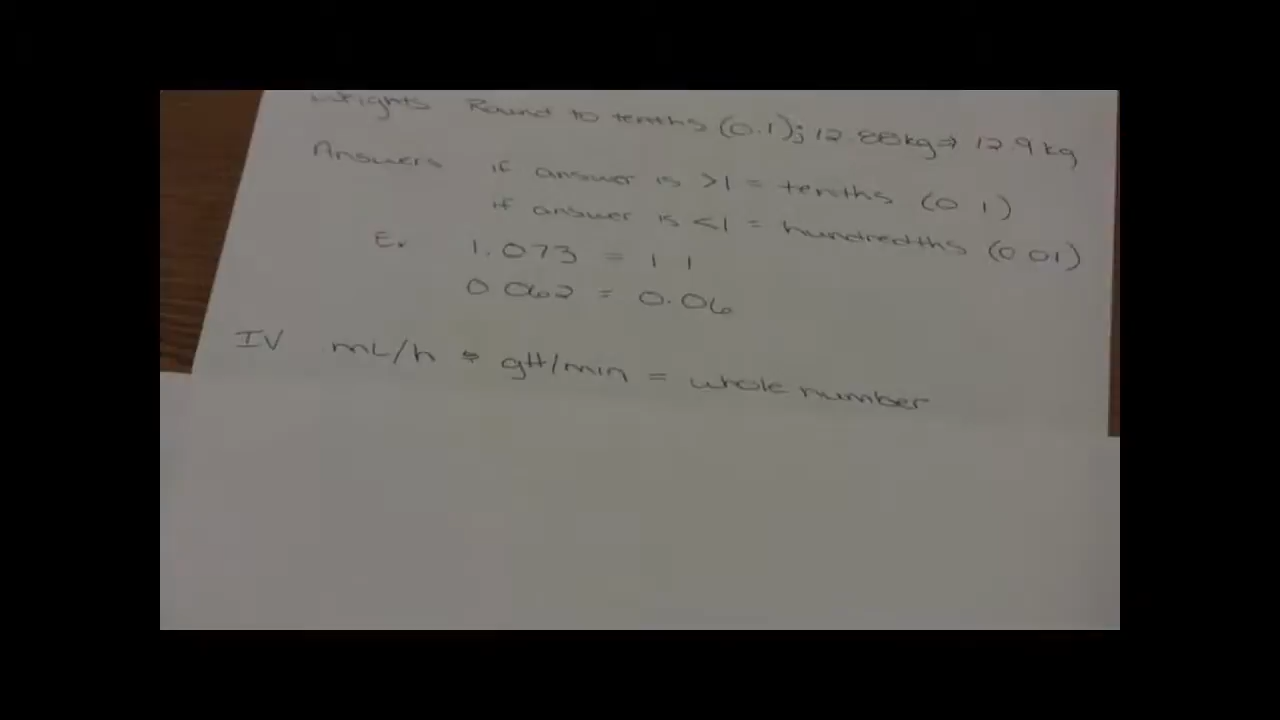 Weights Round to tenths (0.1); 12.88kg⇒ 12.9kg
Answers if answer is >1 = tenths (0.1)
if answer is <1 = hundredths (0.01)
Ex 1.073 = 1.1
0.062 = 0.06
IV mL/h gtt/min = whole number